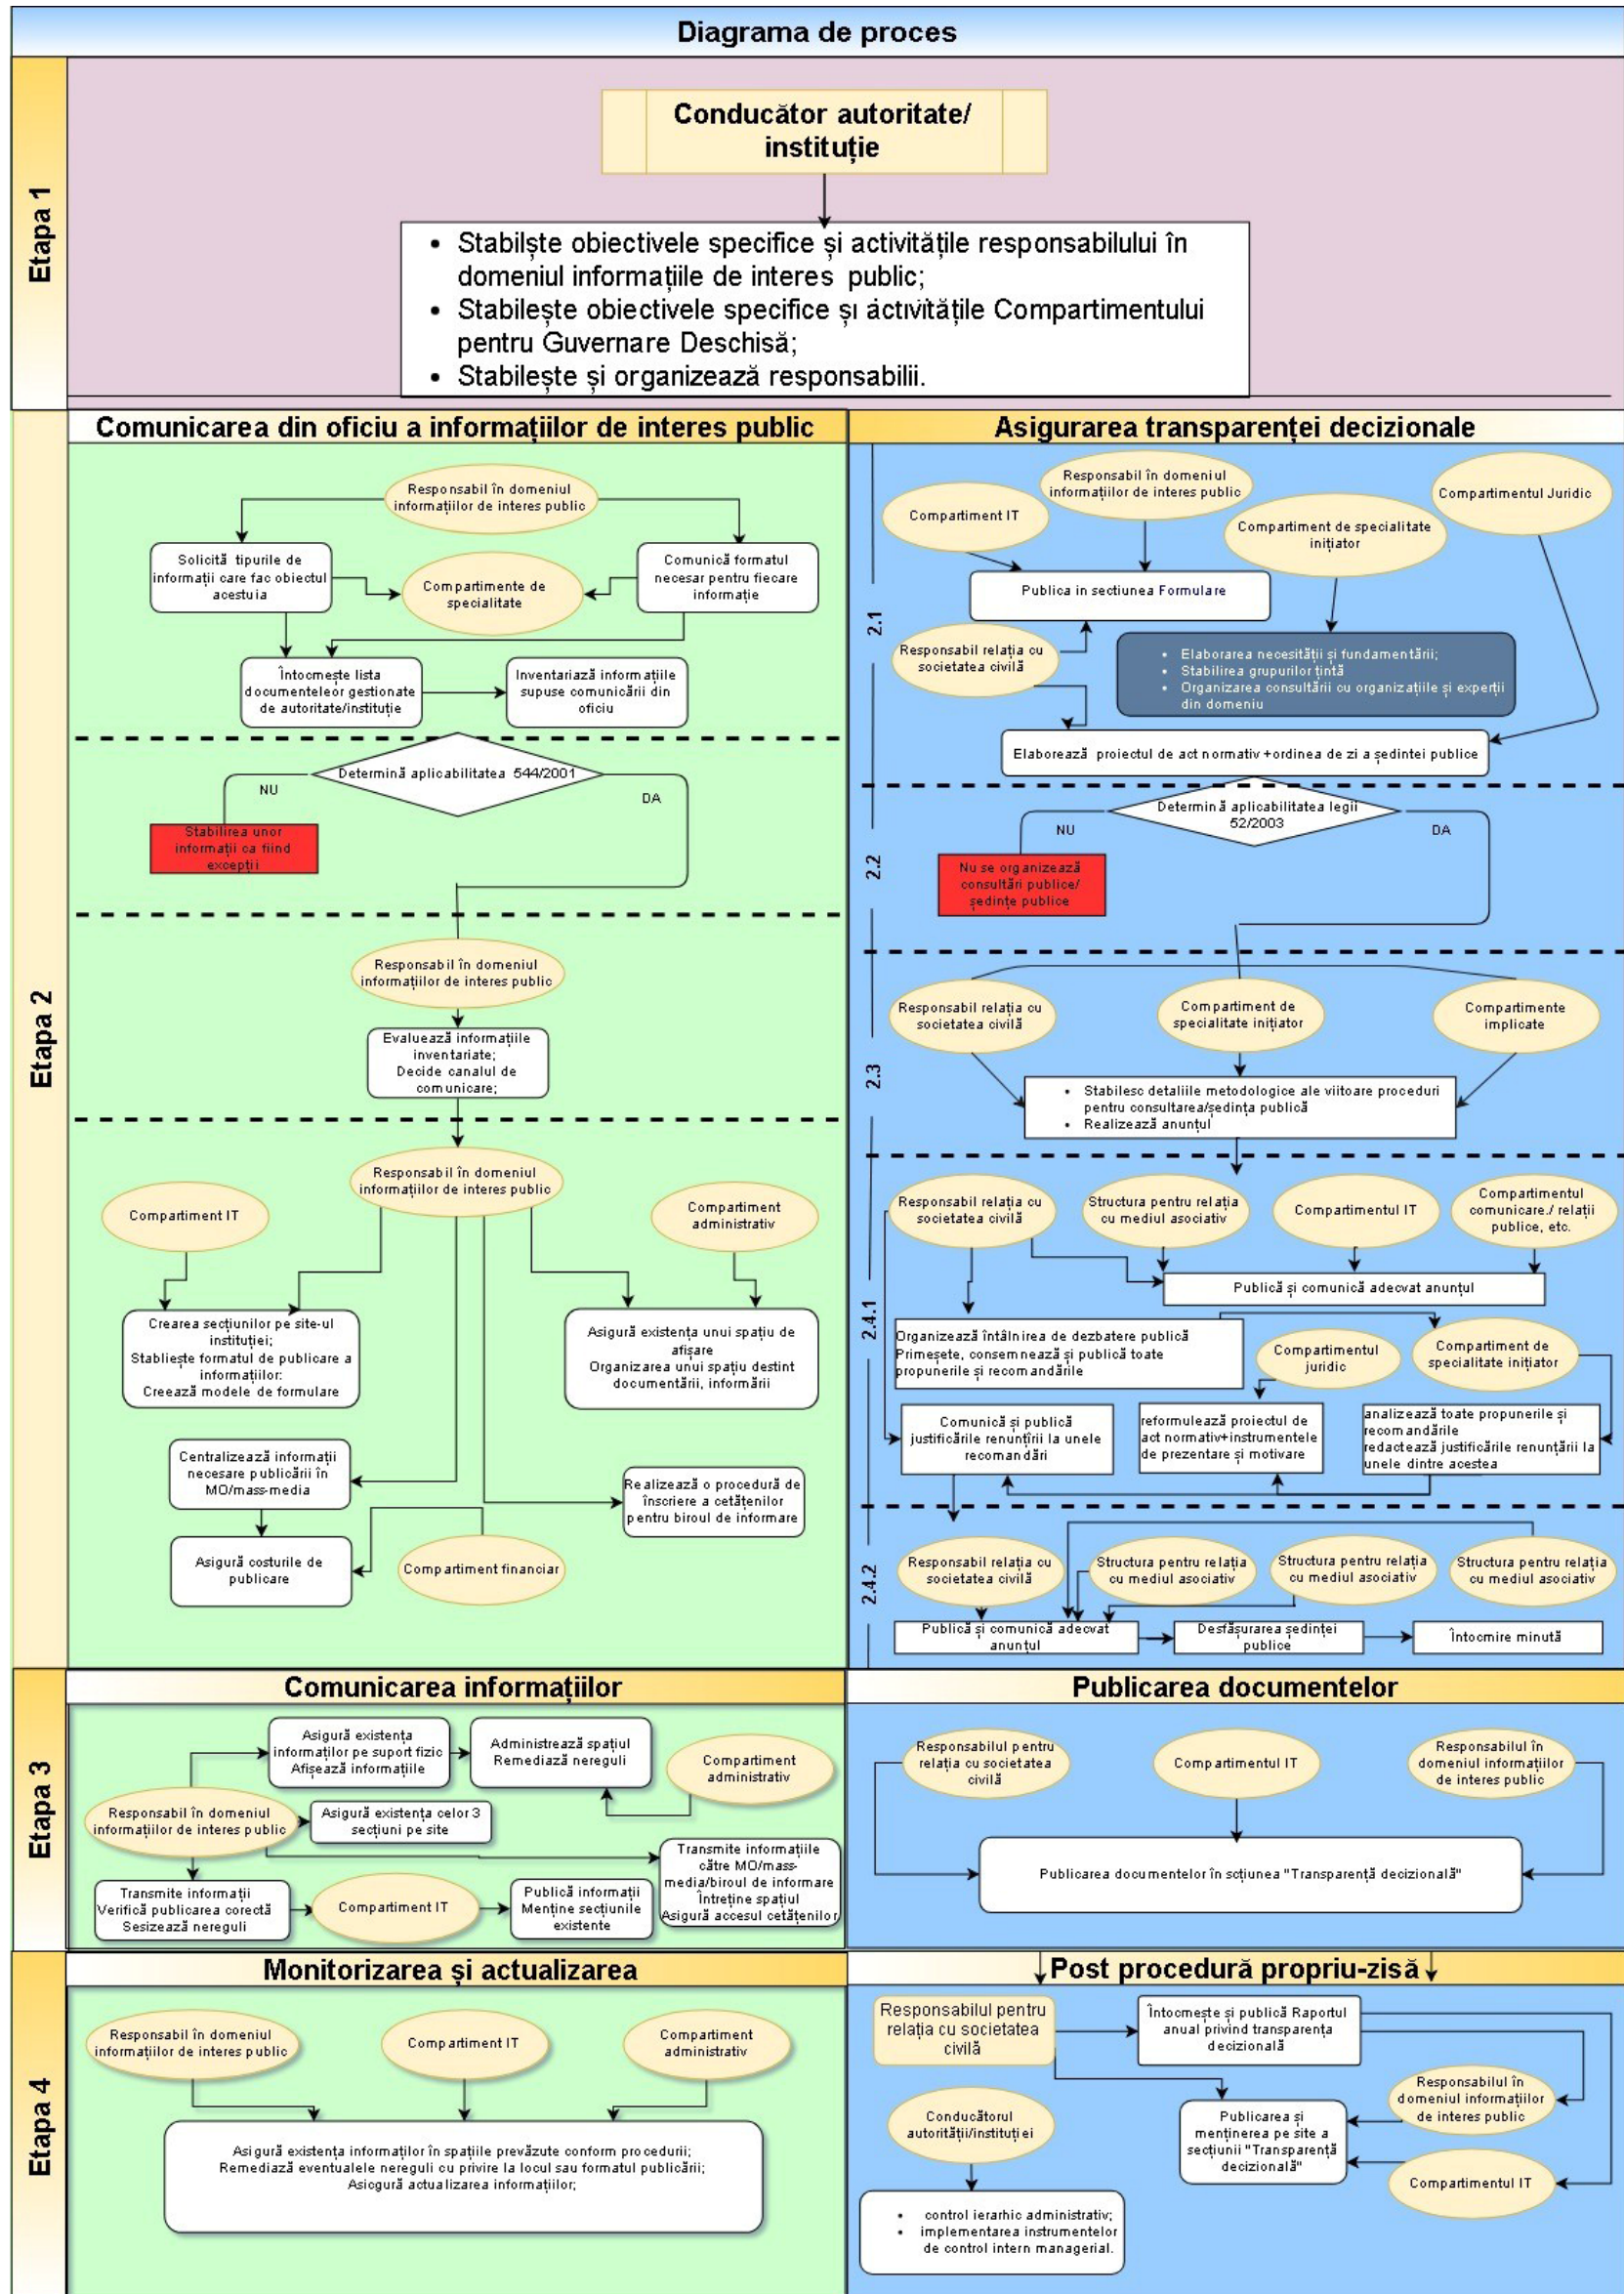 Diagrama de proces
Etapa 1
Conducător autoritate/
instituție
• Stabilște obiectivele specifice și activitățile responsabilului în
domeniul informațiile de interes public;
• Stabilește obiectivele specifice și activitățile Compartimentului
pentru Guvernare Deschisă;
• Stabilește și organizează responsabilii.
Etapa 2
Comunicarea din oficiu a informațiilor de interes public
Responsabil în domeniul
informațiilor de interes public
Solicită tipurile de
informații care fac obiectul
acestuia
Compartimente de
specialitate
Comunică formatul
necesar pentru fiecare
informație
Întocmește lista
documenteleor gestionate
de autoritate/instituție
Inventariază informațiile
supuse comunicării din
oficiu
Determină aplicabilitatea 544/2001
NU
DA
Stabilirea unor
informații ca fiind
excepții
Responsabil în domeniul
informațiilor de interes public
Evaluează informațiile
inventariate;
Decide canalul de
comunicare;
Responsabil în domeniul
informațiilor de interes public
Compartiment IT
Compartiment
administrativ
Crearea secțiunilor pe site-ul
instituției;
Stabliește formatul de publicare a
informațiilor:
Creează modele de formulare
Asigură existența unui spațiu de
afișare
Organizarea unui spațiu destint
documentării, informării
Centralizează informații
necesare publicării în
MO/mass-media
Realizează o procedură de
înscriere a cetățenilor
pentru biroul de informare
Asigură costurile de
publicare
Compartiment financiar
Asigurarea transparenței decizionale
2.1
Compartiment IT
Responsabil în domeniul
informațiilor de interes public
Compartiment de specialitate
inițiator
Compartimentul Juridic
Publica in sectiunea Formulare
Responsabil relația cu
societatea civilă
• Elaborarea necesității și fundamentării;
• Stabilirea grupurilor țintă
• Organizarea consultării cu organizațiile și experții
din domeniu
Elaborează proiectul de act normativ +ordinea de zi a ședintei publice
2.2
Determină aplicabilitatea legii
52/2003
NU
DA
Nu se organizează
consultări publice/
ședințe publice
2.3
Responsabil relația cu
societatea civilă
Compartiment de
specialitate inițiator
Compartimente
implicate
• Stabilesc detaliile metodologice ale viitoare proceduri
pentru consultarea/ședința publică
• Realizează anunțul
2.4.1
Responsabil relația cu
societatea civilă
Structura pentru relația
cu mediul asociativ
Compartimentul IT
Compartimentul
comunicare./ relații
publice, etc.
Publică și comunică adecvat anunțul
Organizează întâlnirea de dezbatere publică
Primeșete, consemnează și publică toate
propunerile și recomandările
Compartimentul
juridic
Compartiment de
specialitate inițiator
Comunică și publică
justificările renunțîrii la unele
recomandări
reformulează proiectul de
act normativ+instrumentele
de prezentare și motivare
analizează toate propunerile și
recomandările
redactează justificările renunțării la
unele dintre acestea
2.4.2
Responsabil relația cu
societatea civilă
Structura pentru relația
cu mediul asociativ
Structura pentru relația
cu mediul asociativ
Structura pentru relația
cu mediul asociativ
Publică și comunică adecvat
anunțul
Desfășurarea ședinței
publice
Întocmire minută
Etapa 3
Comunicarea informațiilor
Asigură existența
informaților pe suport fizic
Afișează informațiile
Administrează spațiul
Remediază nereguli
Compartiment
administrativ
Responsabil în domeniul
informațiilor de interes public
Asigură existența celor 3
secțiuni pe site
Transmite informațiile
către MO/mass-
media/biroul de informare
Întreține spațiul
Asigură accesul cetățenilor
Transmite informații
Verifică publicarea corectă
Sesizează nereguli
Compartiment IT
Publică informații
Menține secțiunile
existente
Publicarea documentelor
Responsabilul pentru
relația cu societatea
civilă
Compartimentul IT
Responsabilul în
domeniul informațiilor
de interes public
Publicarea documentelor în scțiunea "Transparență decizională"
Etapa 4
Monitorizarea și actualizarea
Responsabil în domeniul
informațiilor de interes public
Compartiment IT
Compartiment
administrativ
Asigură existența informaților în spațiile prevăzute conform procedurii;
Remediază eventualele nereguli cu privire la locul sau formatul publicării;
Asicgură actualizarea informațiilor;
Post procedură propriu-zisă
Responsabilul pentru
relația cu societatea
civilă
Întocmește și publică Raportul
anual privind transparența
decizională
Responsabilul în
domeniul informațiilor
de interes public
Conducătorul
autorității/instituției
Publicarea și
menținerea pe site a
secțiunii "Transparență
decizională"
Compartimentul IT
• control ierarhic administrativ;
• implementarea instrumentelor
de control intern managerial.